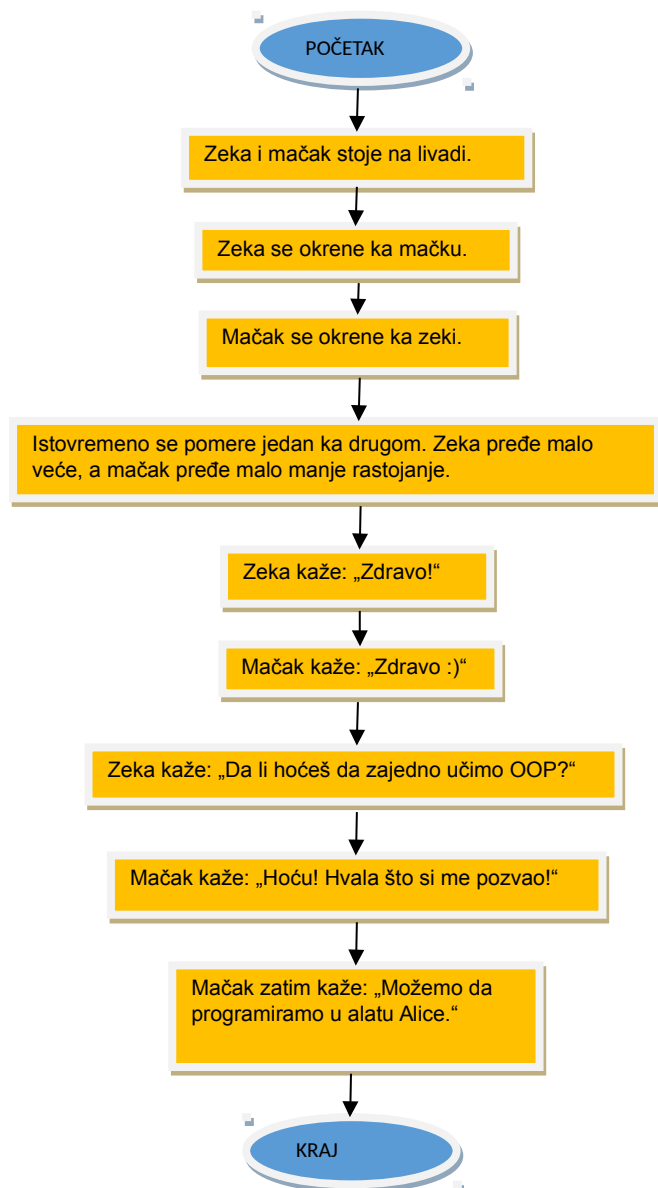 POČETAK
Zeka i mačak stoje na livadi.
Zeka se okrene ka mačku.
Mačak se okrene ka zeki.
Istovremeno se pomere jedan ka drugom. Zeka pređe malo
veće, a mačak pređe malo manje rastojanje.
Zeka kaže: „Zdravo!“
Mačak kaže: „Zdravo :)“
Zeka kaže: „Da li hoćeš da zajedno učimo OOP?“
Mačak kaže: „Hoću! Hvala što si me pozvao!“
Mačak zatim kaže: „Možemo da
programiramo u alatu Alice.“
KRAJ